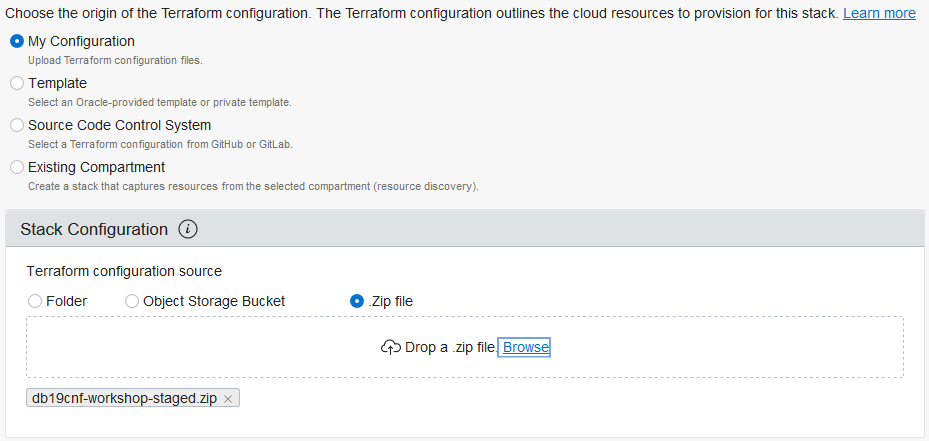 Choose the origin of the Terraform configuration. The Terraform configuration outlines the cloud resources to provision for this stack. Learn more
My Configuration
Upload Terraform configuration files.
Template
Select an Oracle-provided template or private template.
Source Code Control System
Select a Terraform configuration from GitHub or GitLab.
Existing Compartment
Create a stack that captures resources from the selected compartment (resource discovery).
Stack Configuration i
Terraform configuration source
Folder Object Storage Bucket .Zip file
Drop a .zip file. Browse
db19cnf-workshop-staged.zip ×